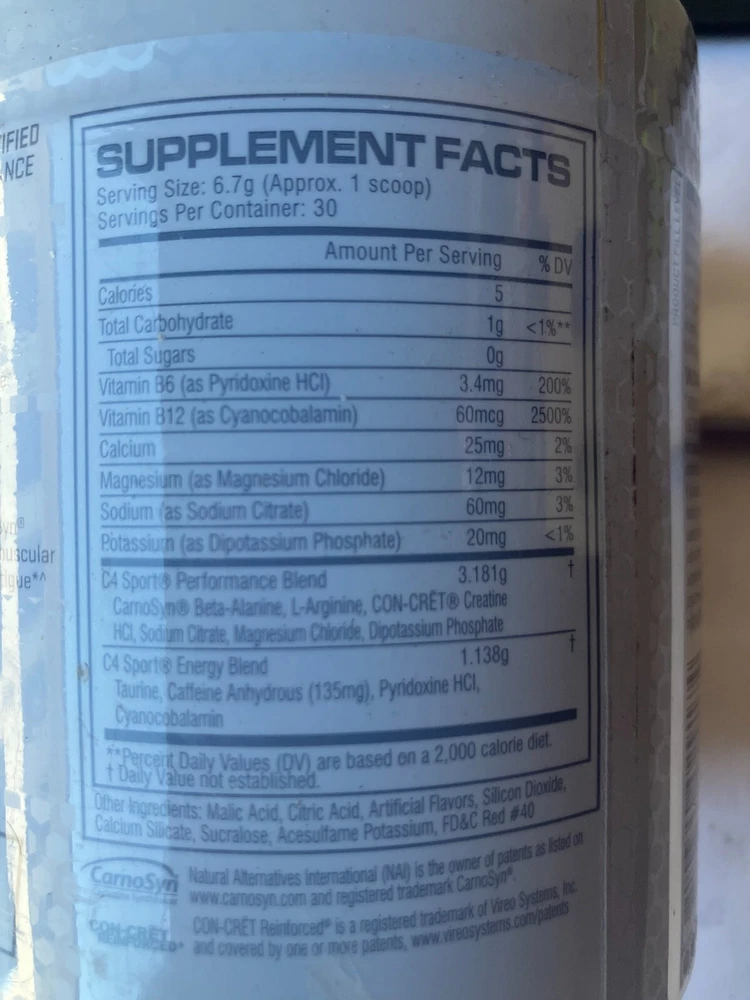 IFIED
NCE
SUPPLEMENT FACTS
Serving Size: 6.7g (Approx. 1 scoop)
Servings Per Container: 30
Amount Per Serving % DV
Calories 5
Total Carbohydrate 1g <1%**
Total Sugars 0g
Vitamin B6 (as Pyridoxine HCl) 3.4mg 200%
Vitamin B12 (as Cyanocobalamin) 60mcg 2500%
Calcium 25mg 2%
Magnesium (as Magnesium Chloride) 12mg 3%
Sodium (as Sodium Citrate) 60mg 3%
Potassium (as Dipotassium Phosphate) 20mg <1%
C4 Sport® Performance Blend 3.181g †
CarnoSyn® Beta-Alanine, L-Arginine, CON-CRĒT® Creatine
HCl, Sodium Citrate, Magnesium Chloride, Dipotassium Phosphate
C4 Sport® Energy Blend 1.138g †
Taurine, Caffeine Anhydrous (135mg), Pyridoxine HCl,
Cyanocobalamin
**Percent Daily Values (DV) are based on a 2,000 calorie diet.
† Daily Value not established.
Other Ingredients: Malic Acid, Citric Acid, Artificial Flavors, Silicon Dioxide,
Calcium Silicate, Sucralose, Acesulfame Potassium, FD&C Red #40
CarnoSyn
Natural Alternatives International (NAI) is the owner of patents as listed on
www.carnosyn.com and registered trademark CarnoSyn®.
CON-CRĒT
REINFORCED®
CON-CRĒT Reinforced® is a registered trademark of Vireo Systems, Inc.
and covered by one or more patents, www.vireosystems.com/patents
syn®
uscular
igue*^
PRODUCT FILL LEVEL